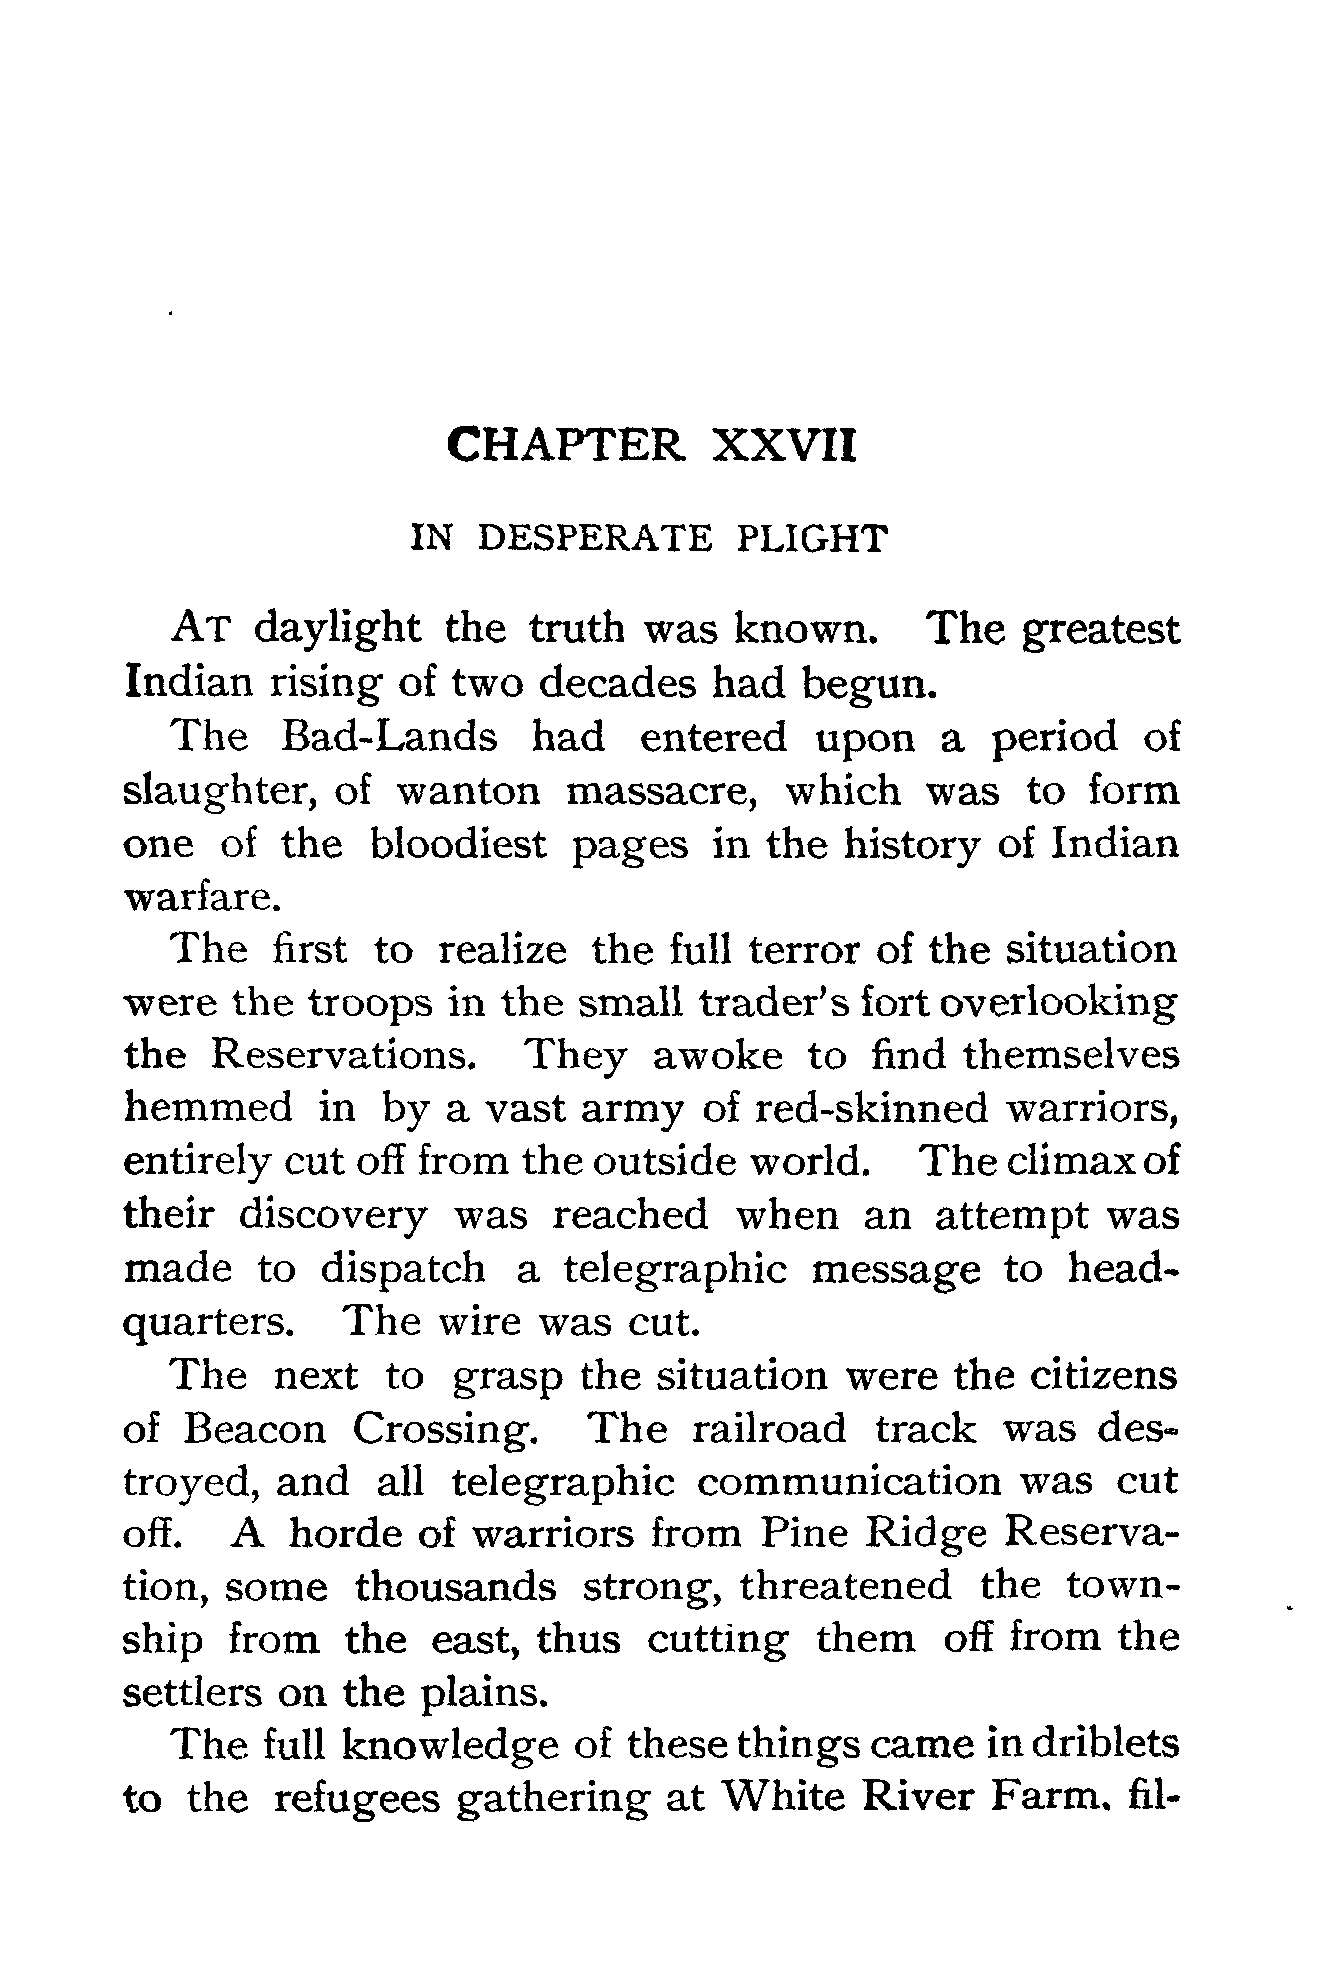 CHAPTER XXVII
IN DESPERATE PLIGHT
AT daylight the truth was known. The greatest
Indian rising of two decades had begun.
The Bad-Lands had entered upon a period of
slaughter, of wanton massacre, which was to form
one of the bloodiest pages in the history of Indian
warfare.
The first to realize the full terror of the situation
were the troops in the small trader's fort overlooking
the Reservations. They awoke to find themselves
hemmed in by a vast army of red-skinned warriors,
entirely cut off from the outside world. The climax of
their discovery was reached when an attempt was
made to dispatch a telegraphic message to head-
quarters. The wire was cut.
The next to grasp the situation were the citizens
of Beacon Crossing. The railroad track was des-
troyed, and all telegraphic communication was cut
off. A horde of warriors from Pine Ridge Reserva-
tion, some thousands strong, threatened the town-
ship from the east, thus cutting them off from the
settlers on the plains.
The full knowledge of these things came in driblets
to the refugees gathering at White River Farm. fil-